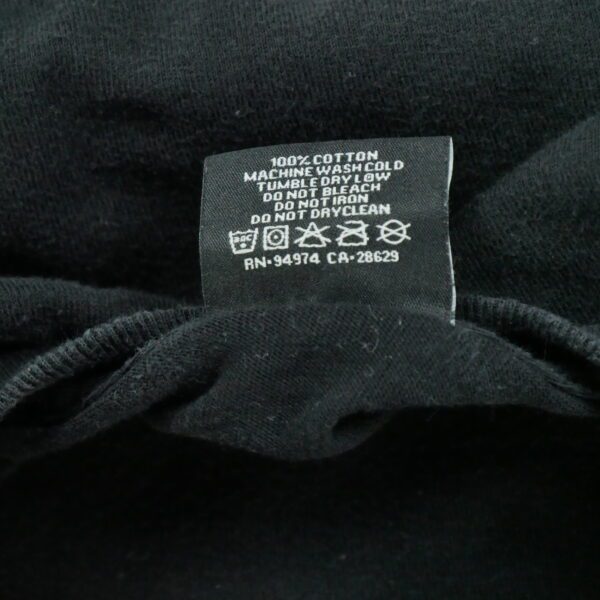 100% COTTON
MACHINE WASH COLD
TUMBLE DRY LOW
DO NOT BLEACH
DO NOT IRON
DO NOT DRYCLEAN
RN·94974 CA·28629